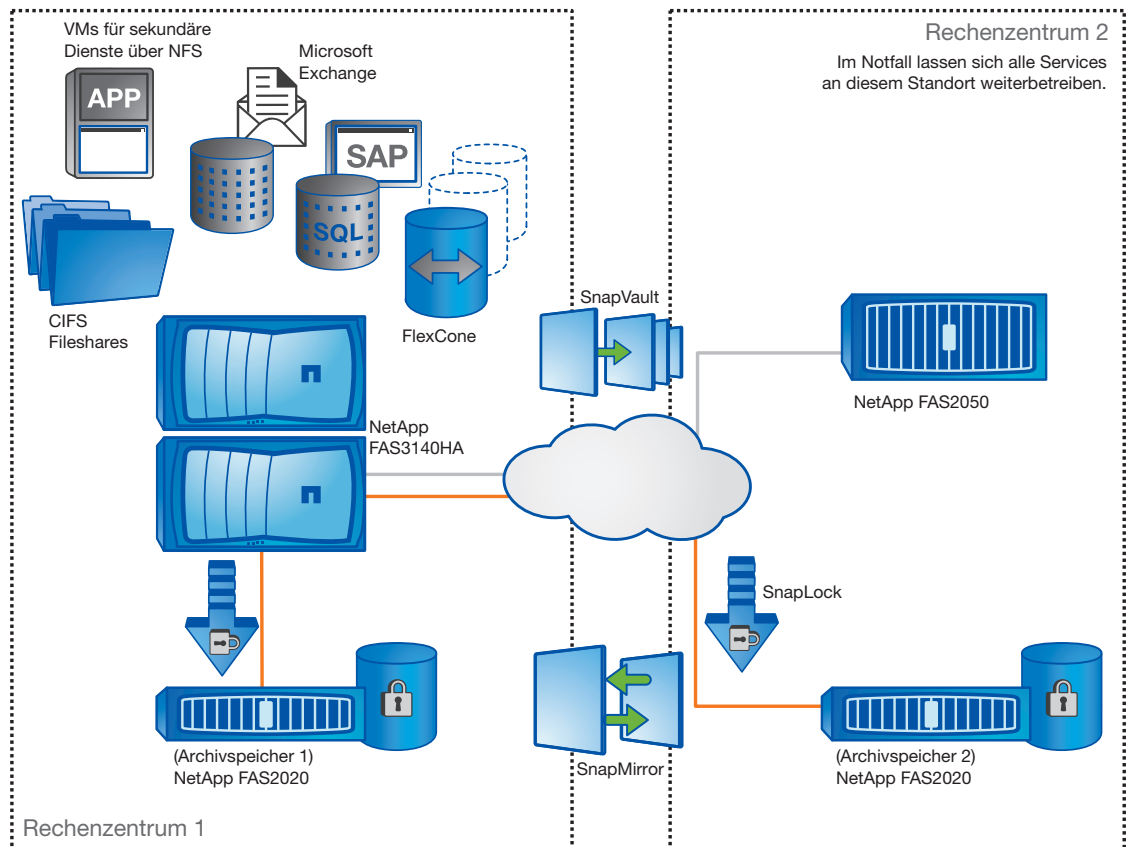 VMs für sekundäre
Dienste über NFS
Microsoft
Exchange
APP
SAP
SQL
CIFS
Fileshares
FlexCone
NetApp
FAS3140HA
SnapVault
Rechenzentrum 2
Im Notfall lassen sich alle Services
an diesem Standort weiterbetreiben.
NetApp FAS2050
SnapLock
(Archivspeicher 1)
NetApp FAS2020
SnapMirror
(Archivspeicher 2)
NetApp FAS2020
Rechenzentrum 1